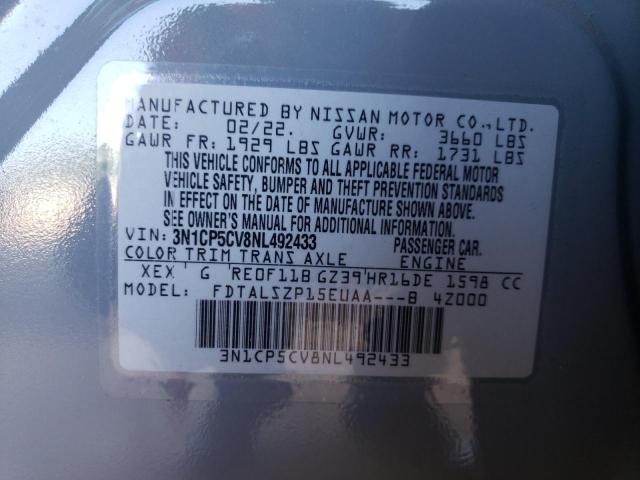 MANUFACTURED BY NISSAN MOTOR CO.,LTD.
DATE: 02/22. GVWR: 3660 LBS
GAWR FR: 1929 LBS GAWR RR: 1731 LBS
THIS VEHICLE CONFORMS TO ALL APPLICABLE FEDERAL MOTOR
VEHICLE SAFETY, BUMPER AND THEFT PREVENTION STANDARDS
IN EFFECT ON THE DATE OF MANUFACTURE SHOWN ABOVE.
SEE OWNER'S MANUAL FOR ADDITIONAL INFORMATION.
VIN: 3N1CP5CV8NL492433 PASSENGER CAR.
COLOR TRIM TRANS AXLE ENGINE
XEX G RE0F11B GZ39 HR16DE 1598 CC
MODEL FDTALSZP15EUAA---B 4Z000
3N1CP5CV8NL492433